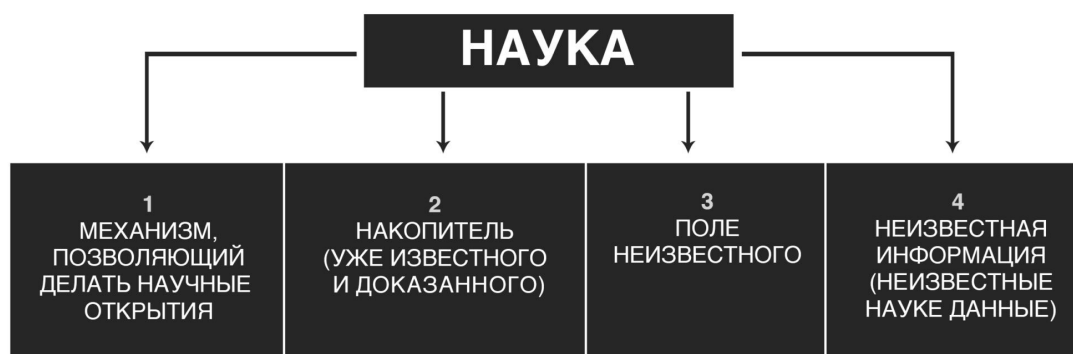 НАУКА
1
МЕХАНИЗМ,
ПОЗВОЛЯЮЩИЙ
ДЕЛАТЬ НАУЧНЫЕ
ОТКРЫТИЯ
2
НАКОПИТЕЛЬ
(УЖЕ ИЗВЕСТНОГО
И ДОКАЗАННОГО)
3
ПОЛЕ
НЕИЗВЕСТНОГО
4
НЕИЗВЕСТНАЯ
ИНФОРМАЦИЯ
(НЕИЗВЕСТНЫЕ
НАУКЕ ДАННЫЕ)